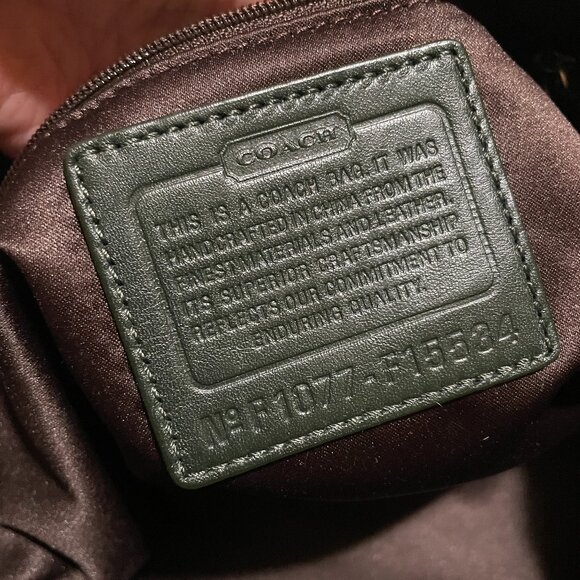 COACH
THIS IS A COACH BAG. IT WAS
HANDCRAFTED IN CHINA FROM THE
FINEST MATERIALS AND LEATHER.
ITS SUPERIOR CRAFTSMANSHIP
REFLECTS OUR COMMITMENT TO
ENDURING QUALITY.
Nº F1077-F15534